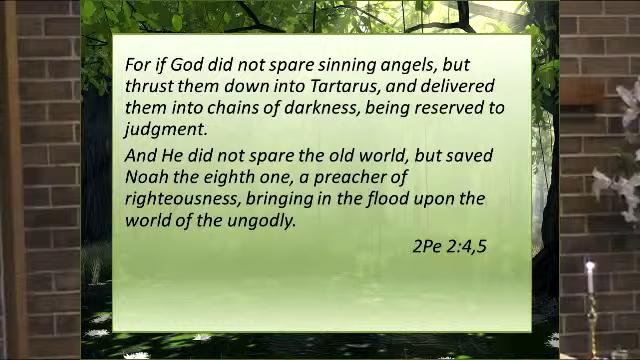 For if God did not spare sinning angels, but
thrust them down into Tartarus, and delivered
them into chains of darkness, being reserved to
judgment.
And He did not spare the old world, but saved
Noah the eighth one, a preacher of
righteousness, bringing in the flood upon the
world of the ungodly.
2Pe 2:4,5